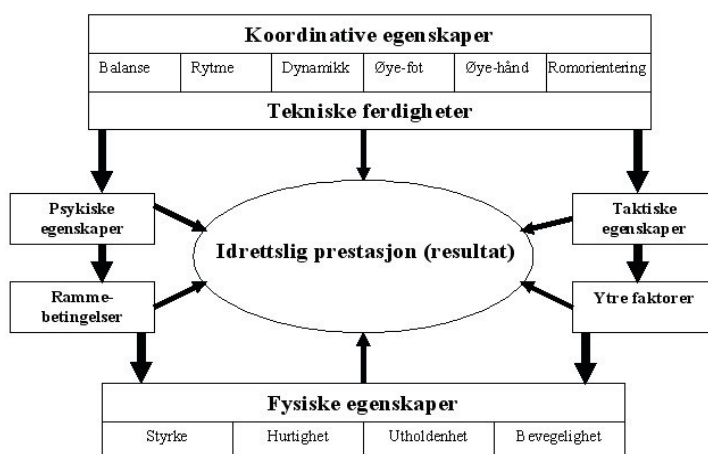 Koordinative egenskaper
Balanse Rytme Dynamikk Øye-fot Øye-hånd Romorientering
Tekniske ferdigheter
Psykiske
egenskaper
Taktiske
egenskaper
Idrettslig prestasjon (resultat)
Ramme-
betingelser
Ytre faktorer
Fysiske egenskaper
Styrke Hurtighet Utholdenhet Bevegelighet